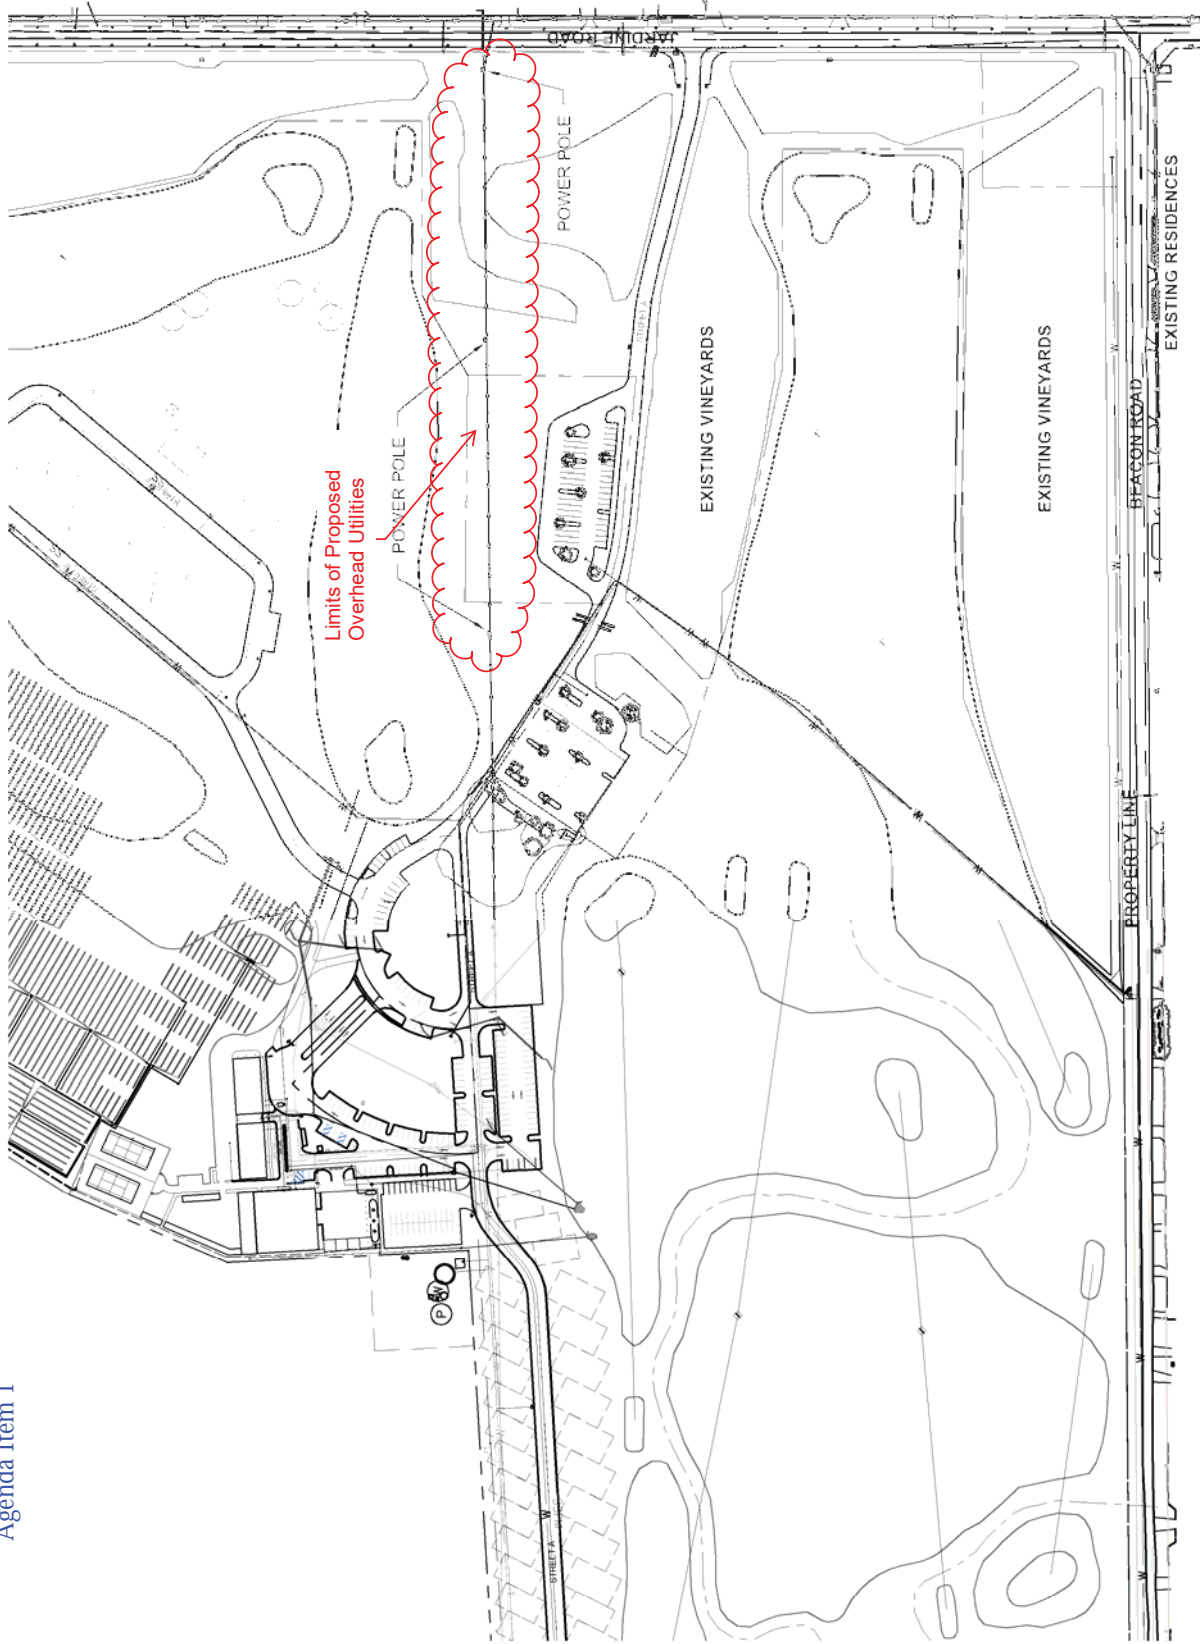 JARDINE ROAD
POWER POLE
EXISTING RESIDENCES
STREET A
EXISTING VINEYARDS
EXISTING VINEYARDS
BEACON ROAD
POWER POLE
Limits of Proposed
Overhead Utilities
PROPERTY LINE
P
W
STREET A
W
Agenda Item 1